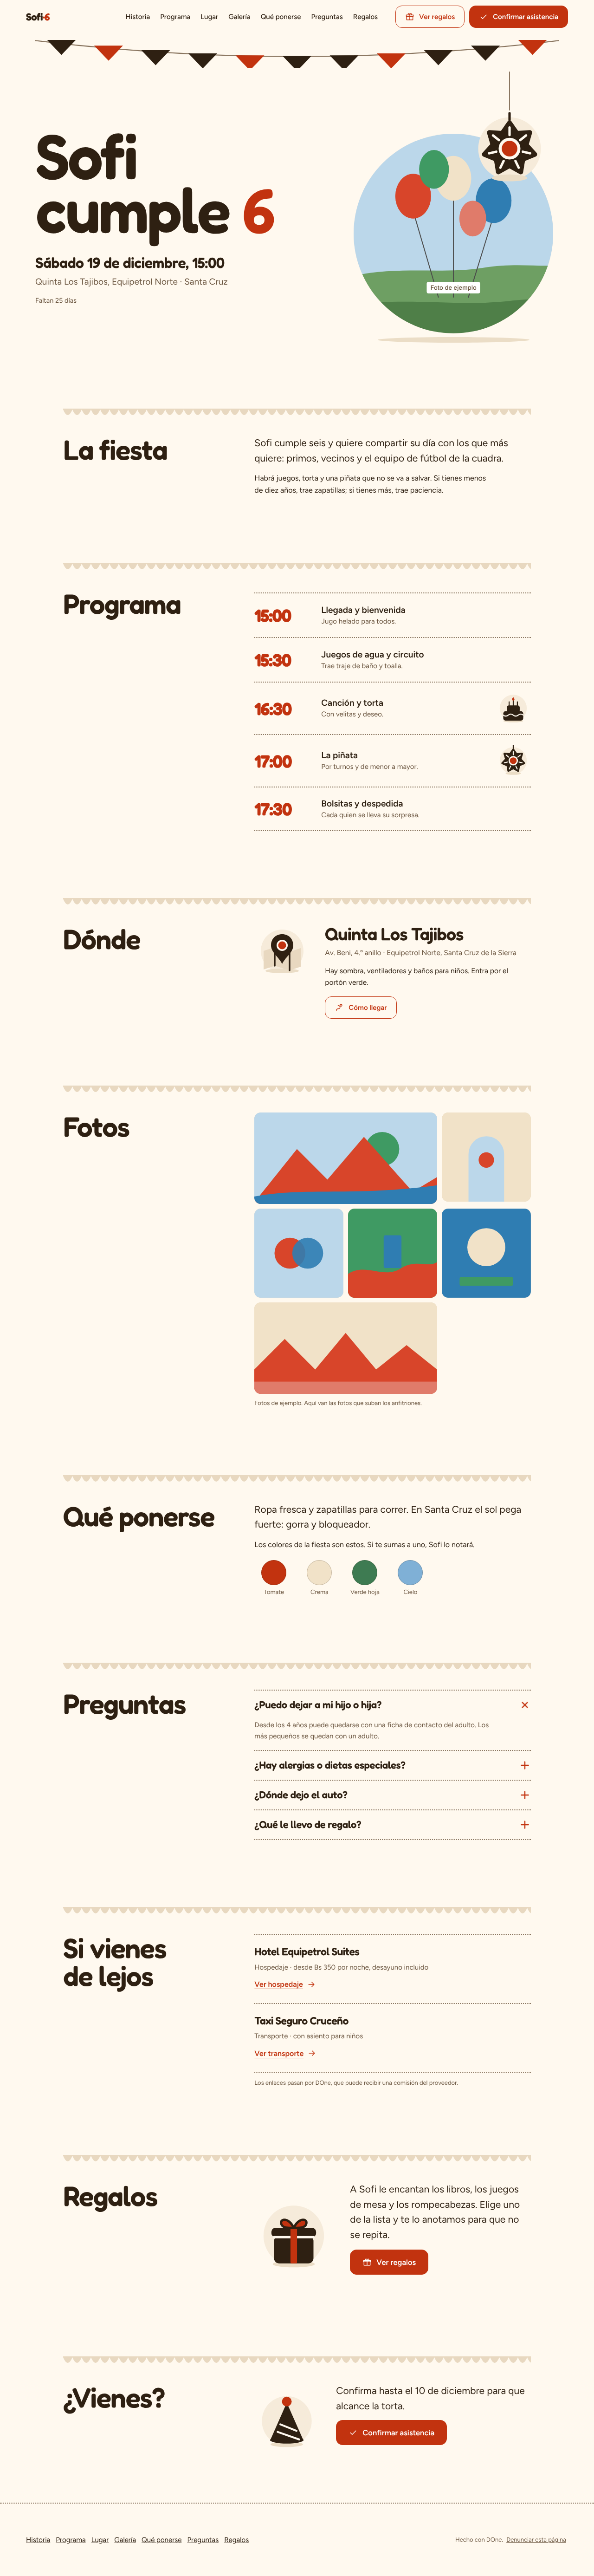 Sofi·6
Historia Programa Lugar Galería Qué ponerse Preguntas Regalos Ver regalos Confirmar asistencia
Sofi
cumple 6
Sábado 19 de diciembre, 15:00
Quinta Los Tajibos, Equipetrol Norte · Santa Cruz
Faltan 25 días
Foto de ejemplo
La fiesta
Sofi cumple seis y quiere compartir su día con los que más
quiere: primos, vecinos y el equipo de fútbol de la cuadra.
Habrá juegos, torta y una piñata que no se va a salvar. Si tienes menos
de diez años, trae zapatillas; si tienes más, trae paciencia.
Programa
15:00 Llegada y bienvenida
Jugo helado para todos.
15:30 Juegos de agua y circuito
Trae traje de baño y toalla.
16:30 Canción y torta
Con velitas y deseo.
17:00 La piñata
Por turnos y de menor a mayor.
17:30 Bolsitas y despedida
Cada quien se lleva su sorpresa.
Dónde
Quinta Los Tajibos
Av. Beni, 4.º anillo · Equipetrol Norte, Santa Cruz de la Sierra
Hay sombra, ventiladores y baños para niños. Entra por el
portón verde.
Cómo llegar
Fotos
Fotos de ejemplo. Aquí van las fotos que suban los anfitriones.
Qué ponerse
Ropa fresca y zapatillas para correr. En Santa Cruz el sol pega
fuerte: gorra y bloqueador.
Los colores de la fiesta son estos. Si te sumas a uno, Sofi lo notará.
Tomate Crema Verde hoja Cielo
Preguntas
¿Puedo dejar a mi hijo o hija?
Desde los 4 años puede quedarse con una ficha de contacto del adulto. Los
más pequeños se quedan con un adulto.
¿Hay alergias o dietas especiales?
¿Dónde dejo el auto?
¿Qué le llevo de regalo?
Si vienes
de lejos
Hotel Equipetrol Suites
Hospedaje · desde Bs 350 por noche, desayuno incluido
Ver hospedaje
Taxi Seguro Cruceño
Transporte · con asiento para niños
Ver transporte
Los enlaces pasan por DOne, que puede recibir una comisión del proveedor.
Regalos
A Sofi le encantan los libros, los juegos
de mesa y los rompecabezas. Elige uno
de la lista y te lo anotamos para que no
se repita.
Ver regalos
¿Vienes?
Confirma hasta el 10 de diciembre para que
alcance la torta.
Confirmar asistencia
Historia Programa Lugar Galería Qué ponerse Preguntas Regalos
Hecho con DOne. Denunciar esta página